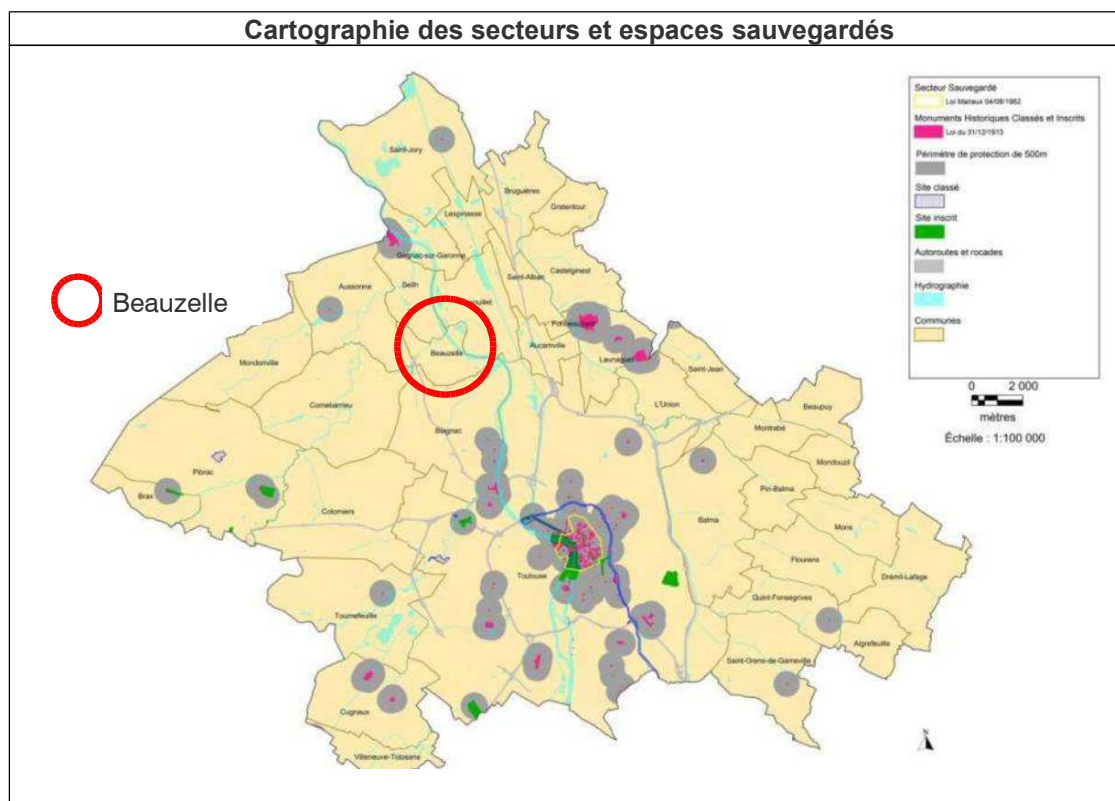 Cartographie des secteurs et espaces sauvegardés
Secteur Sauvegardé
Loi Malraux 04/08/1962
Monuments Historiques Classés et Inscrits
Loi du 31/12/1913
Périmètre de protection de 500m
Site classé
Site inscrit
Autoroutes et rocades
Hydrographie
Communes
0 2 000
mètres
Échelle : 1:100 000
Beauzelle
Saint-Jory
Bruguières
Lespinasse
Gratentour
Gagnac-sur-Garonne
Saint-Alban
Castelginest
Seilh
Aussonne
Fonbeauzard
Aucamville
Launaguet
Beauzelle
Mondonville
Saint-Jean
L'Union
Cornebarrieu
Beaupuy
Montrabé
Blagnac
Mondouzil
Pibrac
Pin-Balma
Brax
Colomiers
Balma
Mons
Flourens
Drémil-Lafage
Toulouse
Quint-Fonsegrives
Tournefeuille
Aigrefeuille
Saint-Orens-de-Gameville
Cugnaux
Villeneuve-Tolosane
N